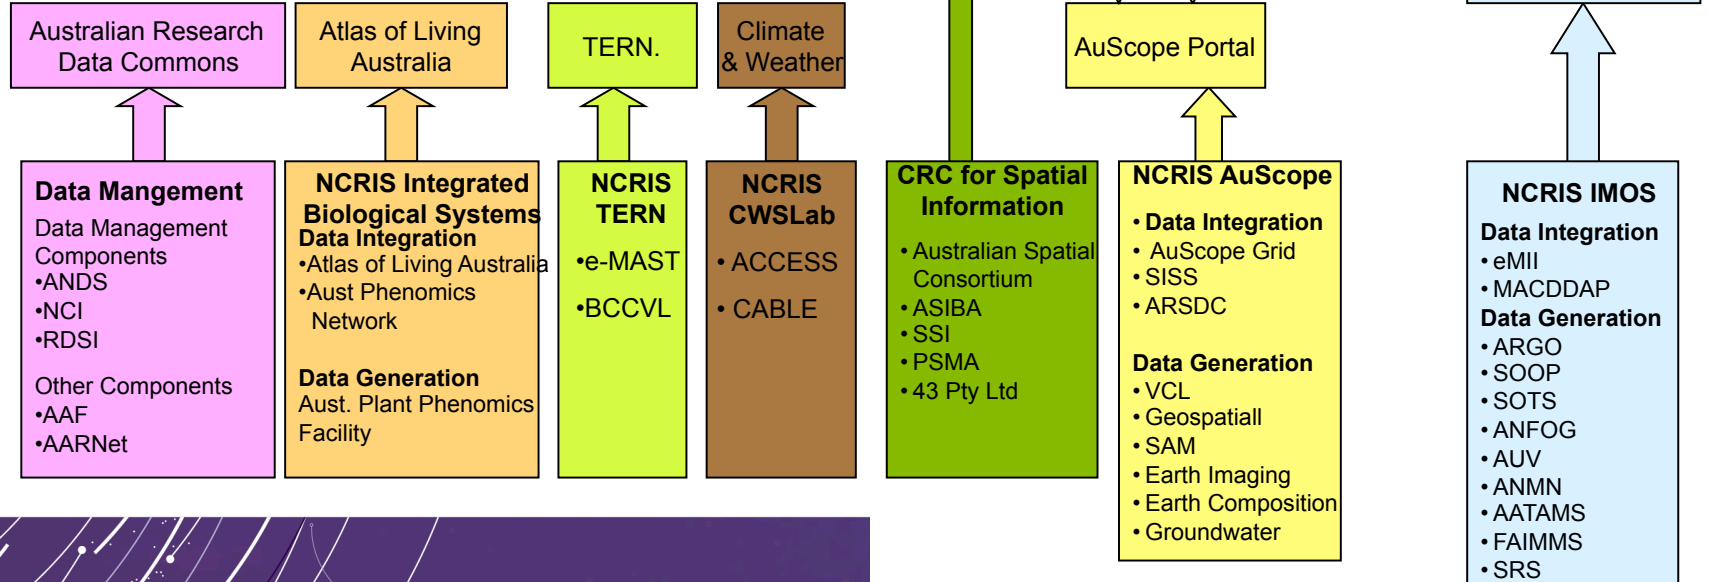 Australian Research
Data Commons
Atlas of Living
Australia
TERN.
Climate
& Weather
AuScope Portal
Data Mangement
Data Management
Components
•ANDS
•NCI
•RDSI
Other Components
•AAF
•AARNet
NCRIS Integrated
Biological Systems
Data Integration
•Atlas of Living Australia
•Aust Phenomics
Network
Data Generation
Aust. Plant Phenomics
Facility
NCRIS
TERN
•e-MAST
•BCCVL
NCRIS
CWSLab
• ACCESS
• CABLE
CRC for Spatial
Information
• Australian Spatial
Consortium
• ASIBA
• SSI
• PSMA
• 43 Pty Ltd
NCRIS AuScope
• Data Integration
• AuScope Grid
• SISS
• ARSDC
Data Generation
• VCL
• Geospatiall
• SAM
• Earth Imaging
• Earth Composition
• Groundwater
NCRIS IMOS
Data Integration
• eMII
• MACDDAP
Data Generation
• ARGO
• SOOP
• SOTS
• ANFOG
• AUV
• ANMN
• AATAMS
• FAIMMS
• SRS